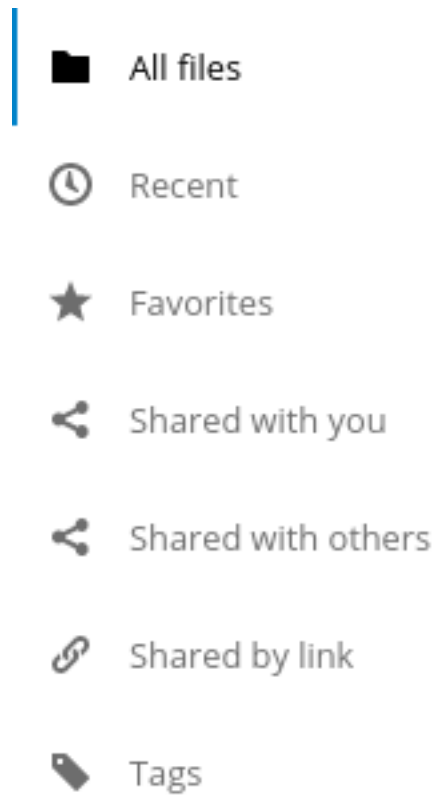 All files
Recent
Favorites
Shared with you
Shared with others
Shared by link
Tags